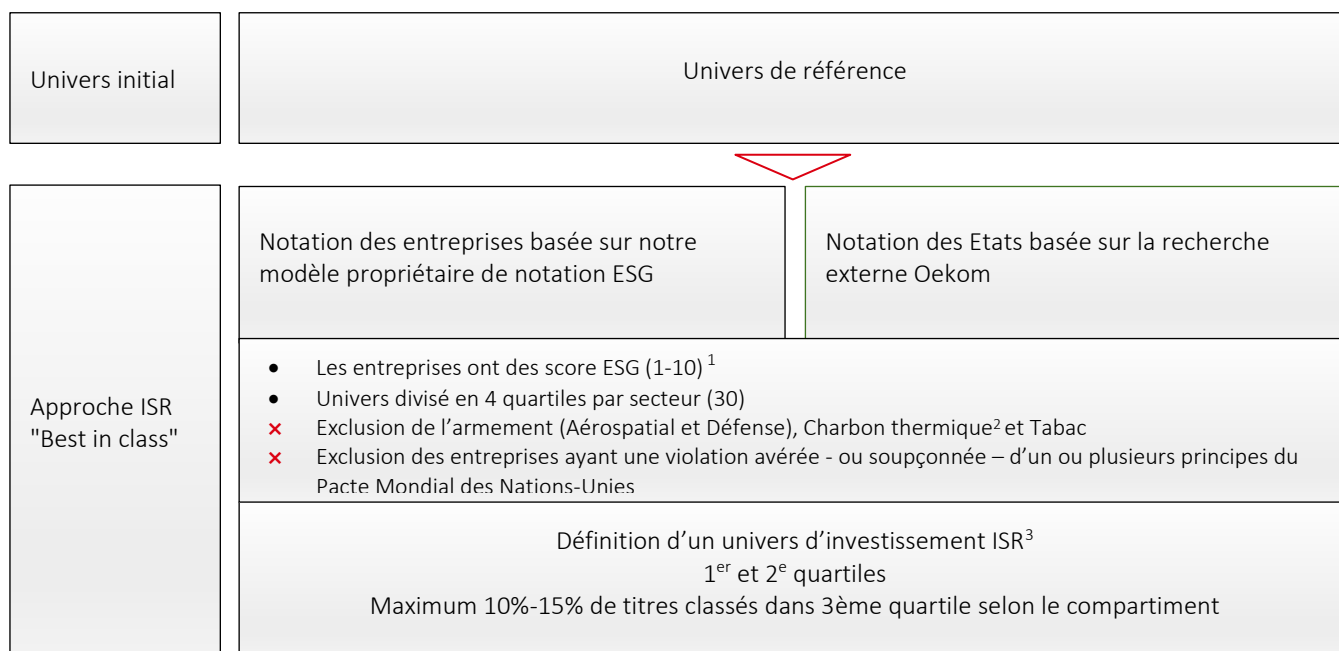 Univers initial
Univers de référence
Notation des entreprises basée sur notre
modèle propriétaire de notation ESG
Notation des Etats basée sur la recherche
externe Oekom
Approche ISR
"Best in class"
• Les entreprises ont des score ESG (1-10) 1
• Univers divisé en 4 quartiles par secteur (30)
× Exclusion de l’armement (Aérospatial et Défense), Charbon thermique2 et Tabac
× Exclusion des entreprises ayant une violation avérée - ou soupçonnée – d’un ou plusieurs principes du
Pacte Mondial des Nations-Unies
Définition d’un univers d’investissement ISR3
1er et 2e quartiles
Maximum 10%-15% de titres classés dans 3ème quartile selon le compartiment